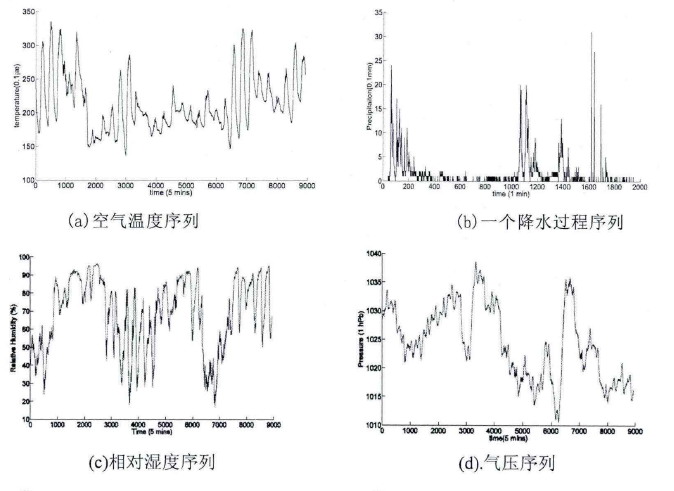 350
300
250
200
150
100
temperature(0.1℃)
0 1000 2000 3000 4000 5000 6000 7000 8000 9000
time (5 mins)
(a)空气温度序列
35
30
25
20
15
10
5
0
Precipitation(0.1mm)
0 200 400 600 800 1000 1200 1400 1600 1800 2000
time (1 min)
(b)一个降水过程序列
100
90
80
70
60
50
40
30
20
10
Relative Humidity (%)
0 1000 2000 3000 4000 5000 6000 7000 8000 9000
Time (5 mins)
(c)相对湿度序列
1040
1035
1030
1025
1020
1015
1010
Pressure (1 hPb)
0 1000 2000 3000 4000 5000 6000 7000 8000 9000
time(5 mins)
(d).气压序列